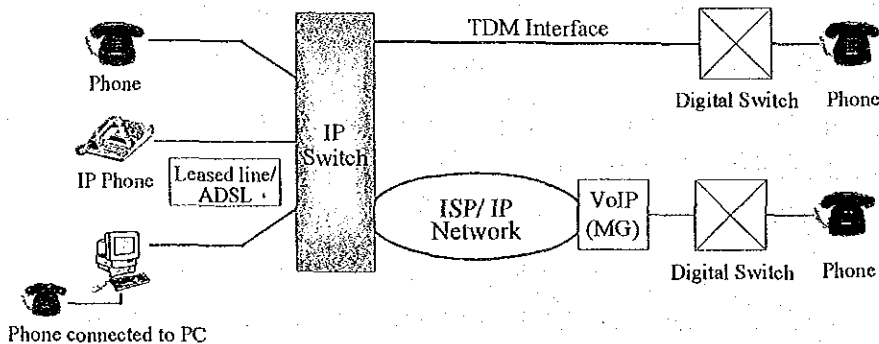 TDM Interface
Phone
Digital Switch
Phone
IP
Switch
IP Phone
Leased line/
ADSL
ISP/ IP
Network
VoIP
(MG)
Digital Switch
Phone
Phone connected to PC